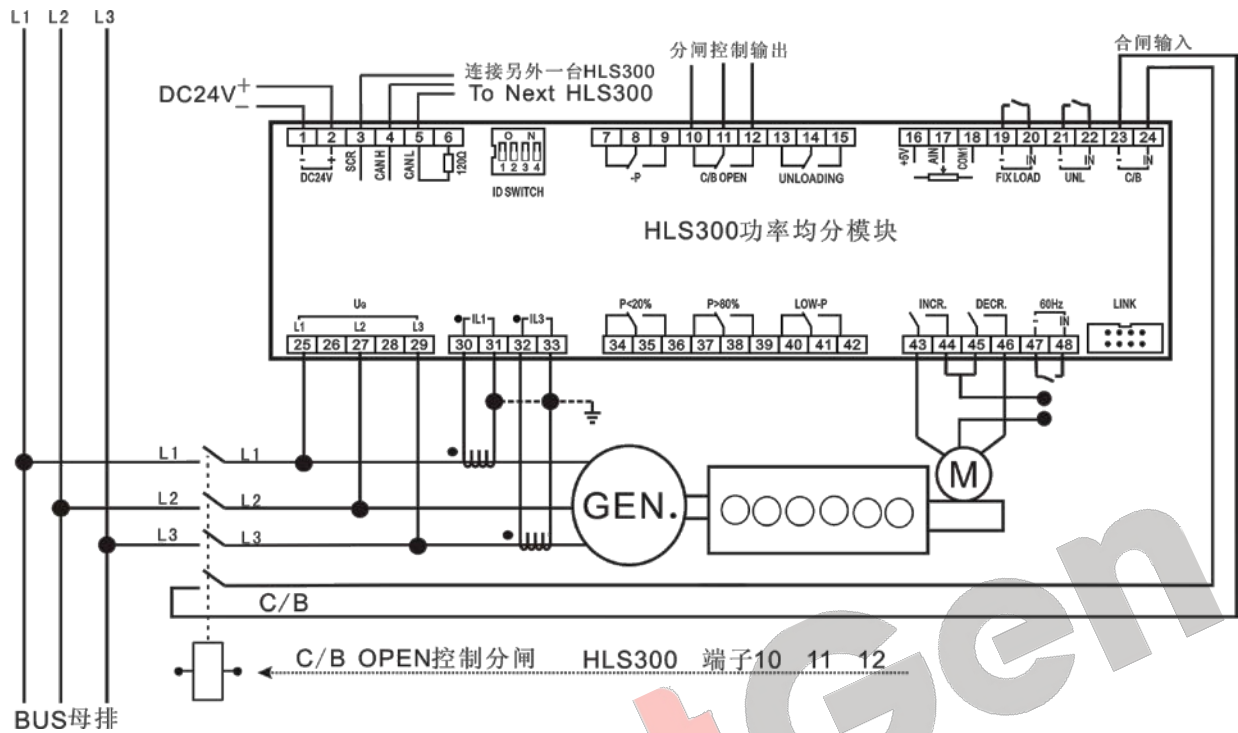 L1 L2 L3
分闸控制输出
合闸输入
连接另外一台HLS300
DC24V + −
To Next HLS300
1 2 3 4 5 6
O N
7 8 9 10 11 12 13 14 15
16 17 18 19 20 21 22 23 24
- +
DC24V
SCR
CAN H
CAN L
120Ω
1 2 3 4
ID SWITCH
-P
C/B OPEN
UNLOADING
+5V
AIN
COM1
- IN
FIX LOAD
- IN
UNL
- IN
C/B
HLS300功率均分模块
UG
L1 L2 L3
IL1
IL3
P<20%
P>80%
LOW-P
INCR.
DECR.
60Hz
- IN
LINK
25 26 27 28 29
30 31 32 33
34 35 36 37 38 39 40 41 42
43 44 45 46 47 48
L1 L1
L2 L2
L3 L3
GEN.
M
C/B
C/B OPEN控制分闸 HLS300 端子10 11 12
BUS母排
Gen